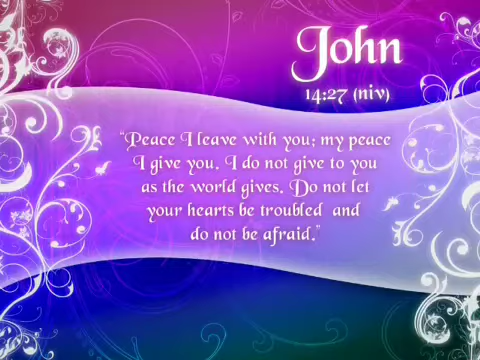 John
14:27 (niv)
“Peace I leave with you; my peace
I give you. I do not give to you
as the world gives. Do not let
your hearts be troubled and
do not be afraid.”